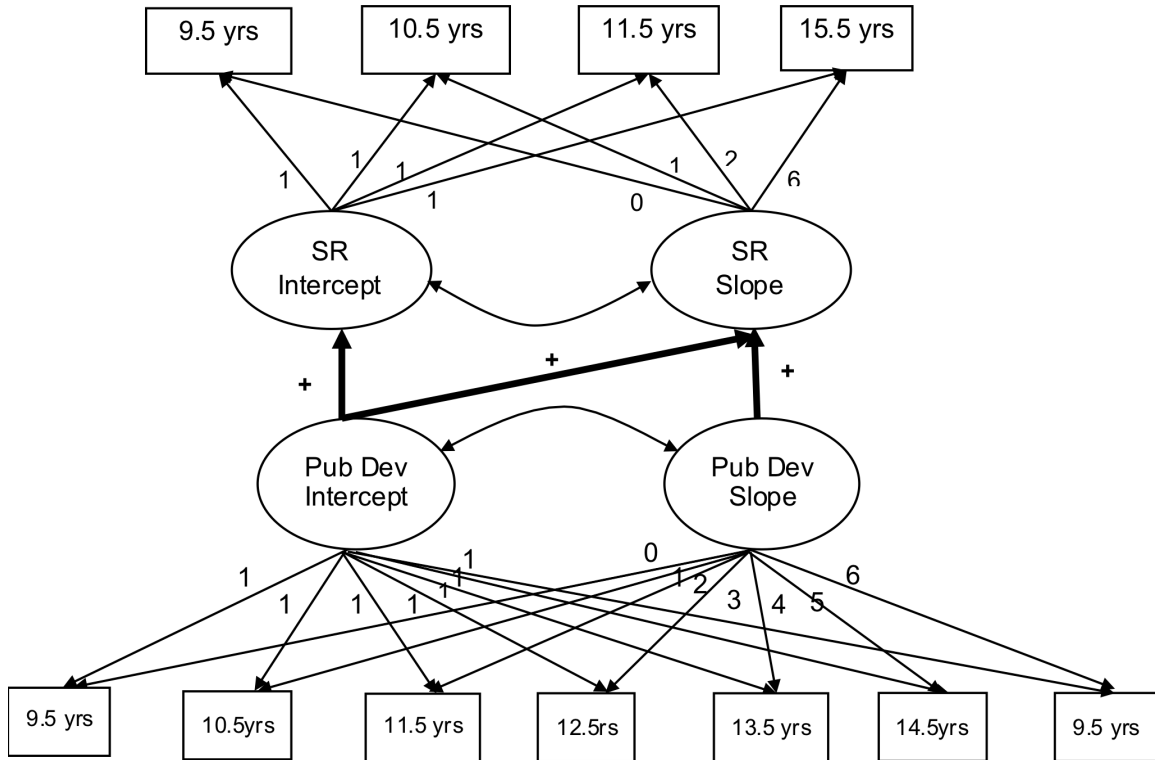 9.5 yrs
10.5 yrs
11.5 yrs
15.5 yrs
1
1
1
1
0
1
2
6
SR
Intercept
SR
Slope
+
+
+
Pub Dev
Intercept
Pub Dev
Slope
1
1
1
1
1
1
1
0
1
2
3
4
5
6
9.5 yrs
10.5yrs
11.5 yrs
12.5rs
13.5 yrs
14.5yrs
9.5 yrs